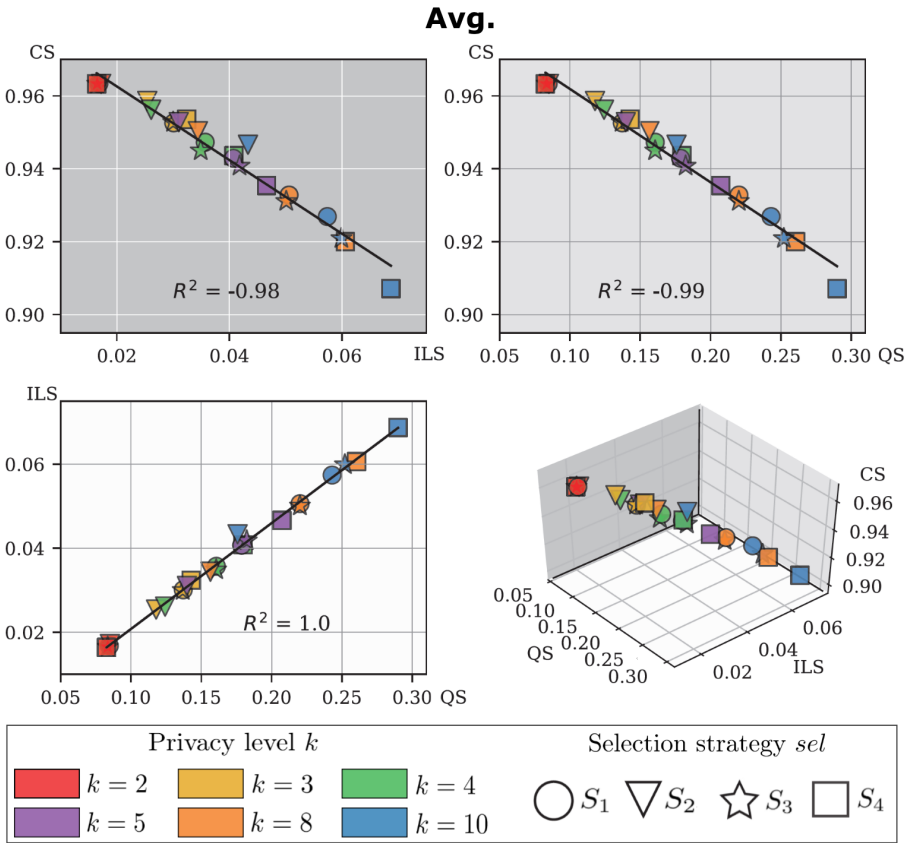 Avg.
CS
0.96
0.94
0.92
0.90
R² = -0.98
0.02 0.04 0.06 ILS
CS
0.96
0.94
0.92
0.90
R² = -0.99
0.05 0.10 0.15 0.20 0.25 0.30 QS
ILS
0.06
0.04
0.02
R² = 1.0
0.05 0.10 0.15 0.20 0.25 0.30 QS
CS
0.96
0.94
0.92
0.90
0.05
0.10
0.15
0.20
0.25
0.30
QS
0.06
0.04
0.02
ILS
Privacy level k
k = 2 k = 3 k = 4
k = 5 k = 8 k = 10
Selection strategy sel
S₁ S₂ S₃ S₄